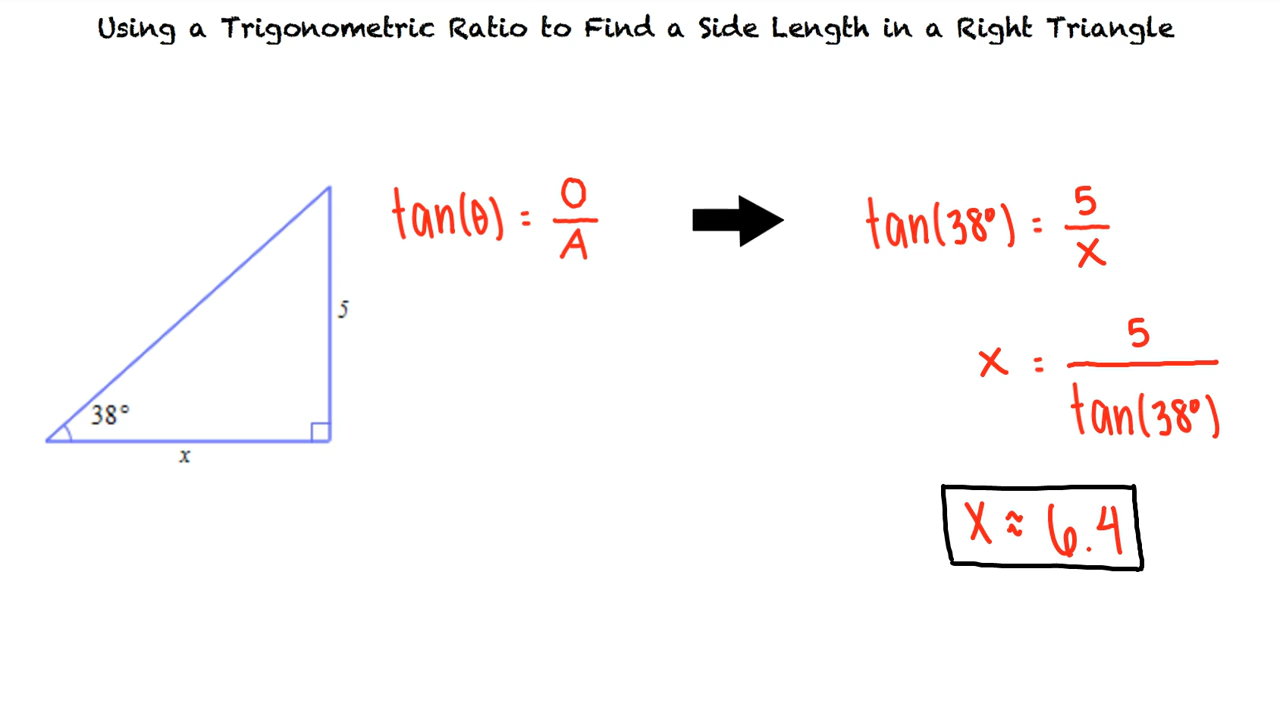 Using a Trigonometric Ratio to Find a Side Length in a Right Triangle
tan(θ) = O/A
tan(38°) = 5/x
5
38°
x
x = 5/tan(38°)
x ≈ 6.4